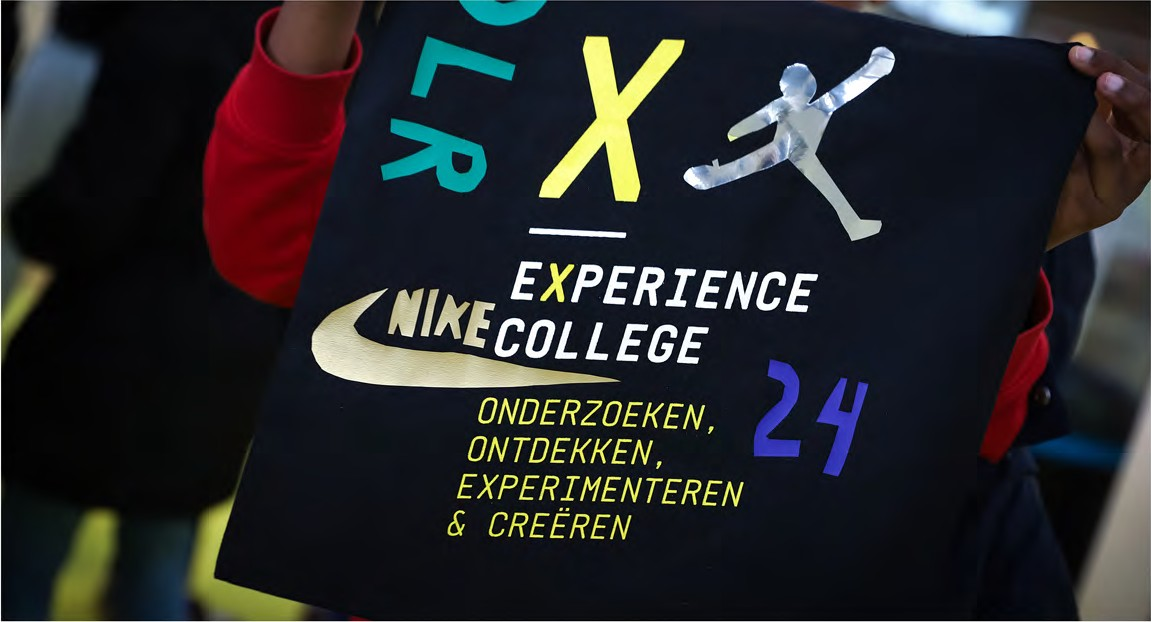 OLR
X
EXPERIENCE
NIKE COLLEGE
24
ONDERZOEKEN,
ONTDEKKEN,
EXPERIMENTEREN
& CREËREN